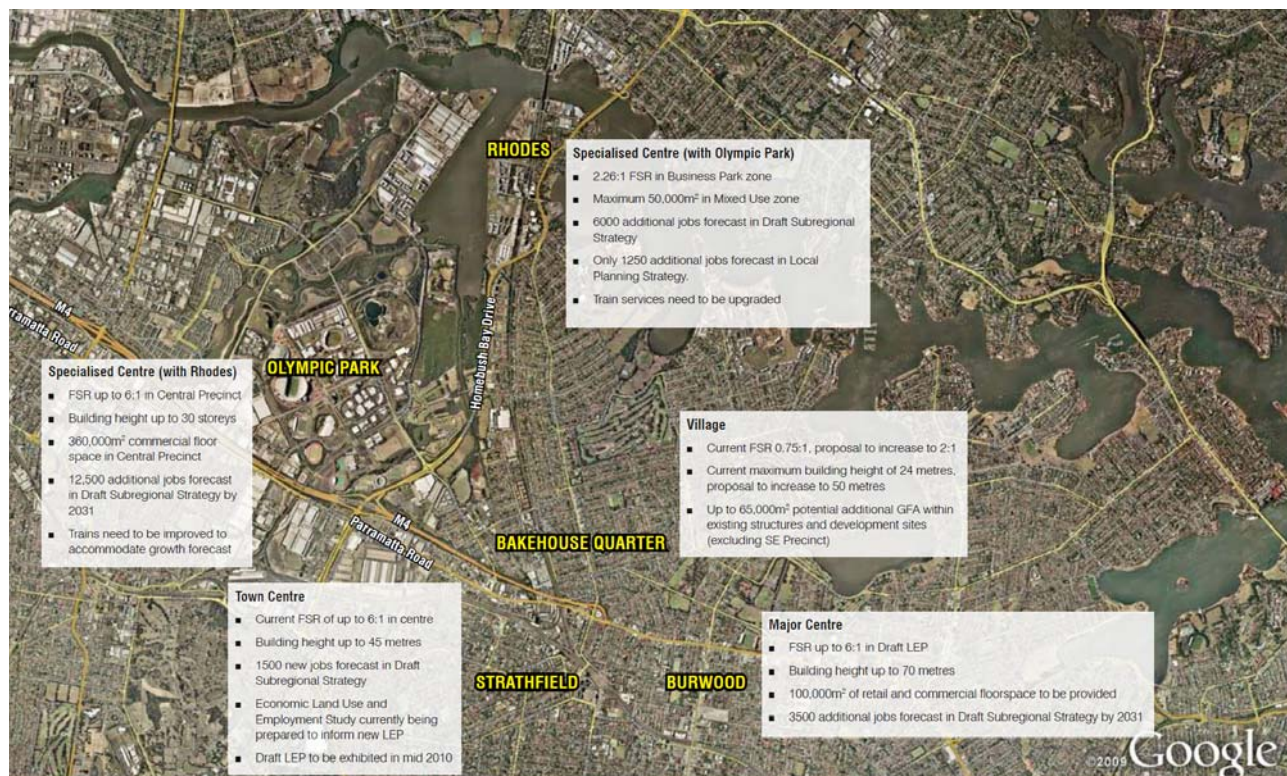 RHODES
Specialised Centre (with Olympic Park)
▪ 2.26:1 FSR in Business Park zone
▪ Maximum 50,000m² in Mixed Use zone
▪ 6000 additional jobs forecast in Draft Subregional
Strategy
▪ Only 1250 additional jobs forecast in Local
Planning Strategy.
▪ Train services need to be upgraded
M4
Parramatta Road
Homebush Bay Drive
OLYMPIC PARK
Specialised Centre (with Rhodes)
▪ FSR up to 6:1 in Central Precinct
▪ Building height up to 30 storeys
▪ 360,000m² commercial floor
space in Central Precinct
▪ 12,500 additional jobs forecast
in Draft Subregional Strategy by
2031
▪ Trains need to be improved to
accommodate growth forecast
Village
▪ Current FSR 0.75:1, proposal to increase to 2:1
▪ Current maximum building height of 24 metres,
proposal to increase to 50 metres
▪ Up to 65,000m² potential additional GFA within
existing structures and development sites
(excluding SE Precinct)
M4
Parramatta Road
BAKEHOUSE QUARTER
Town Centre
▪ Current FSR of up to 6:1 in centre
▪ Building height up to 45 metres
▪ 1500 new jobs forecast in Draft
Subregional Strategy
▪ Economic Land Use and
Employment Study currently being
prepared to inform new LEP
▪ Draft LEP to be exhibited in mid 2010
STRATHFIELD
BURWOOD
Major Centre
▪ FSR up to 6:1 in Draft LEP
▪ Building height up to 70 metres
▪ 100,000m² of retail and commercial floorspace to be provided
▪ 3500 additional jobs forecast in Draft Subregional Strategy by 2031
©2009 Google